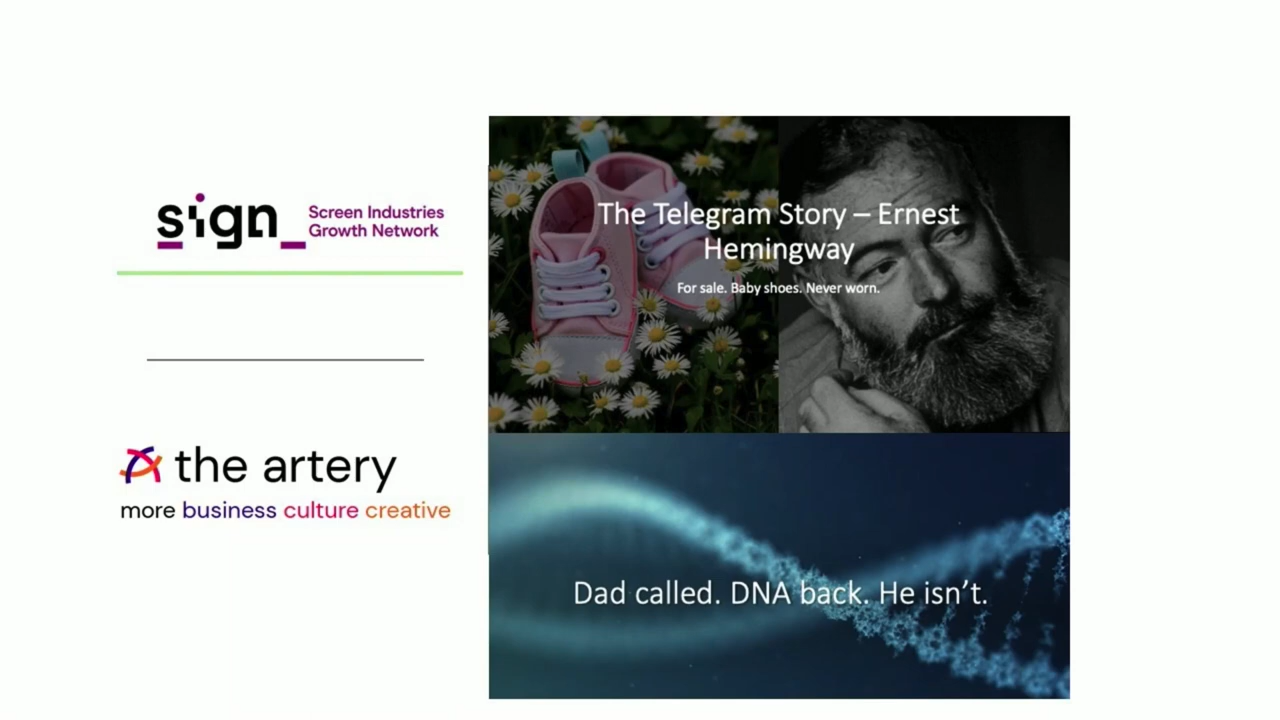 sign_
Screen Industries
Growth Network
the artery
more business culture creative
The Telegram Story – Ernest
Hemingway
For sale. Baby shoes. Never worn.
Dad called. DNA back. He isn’t.